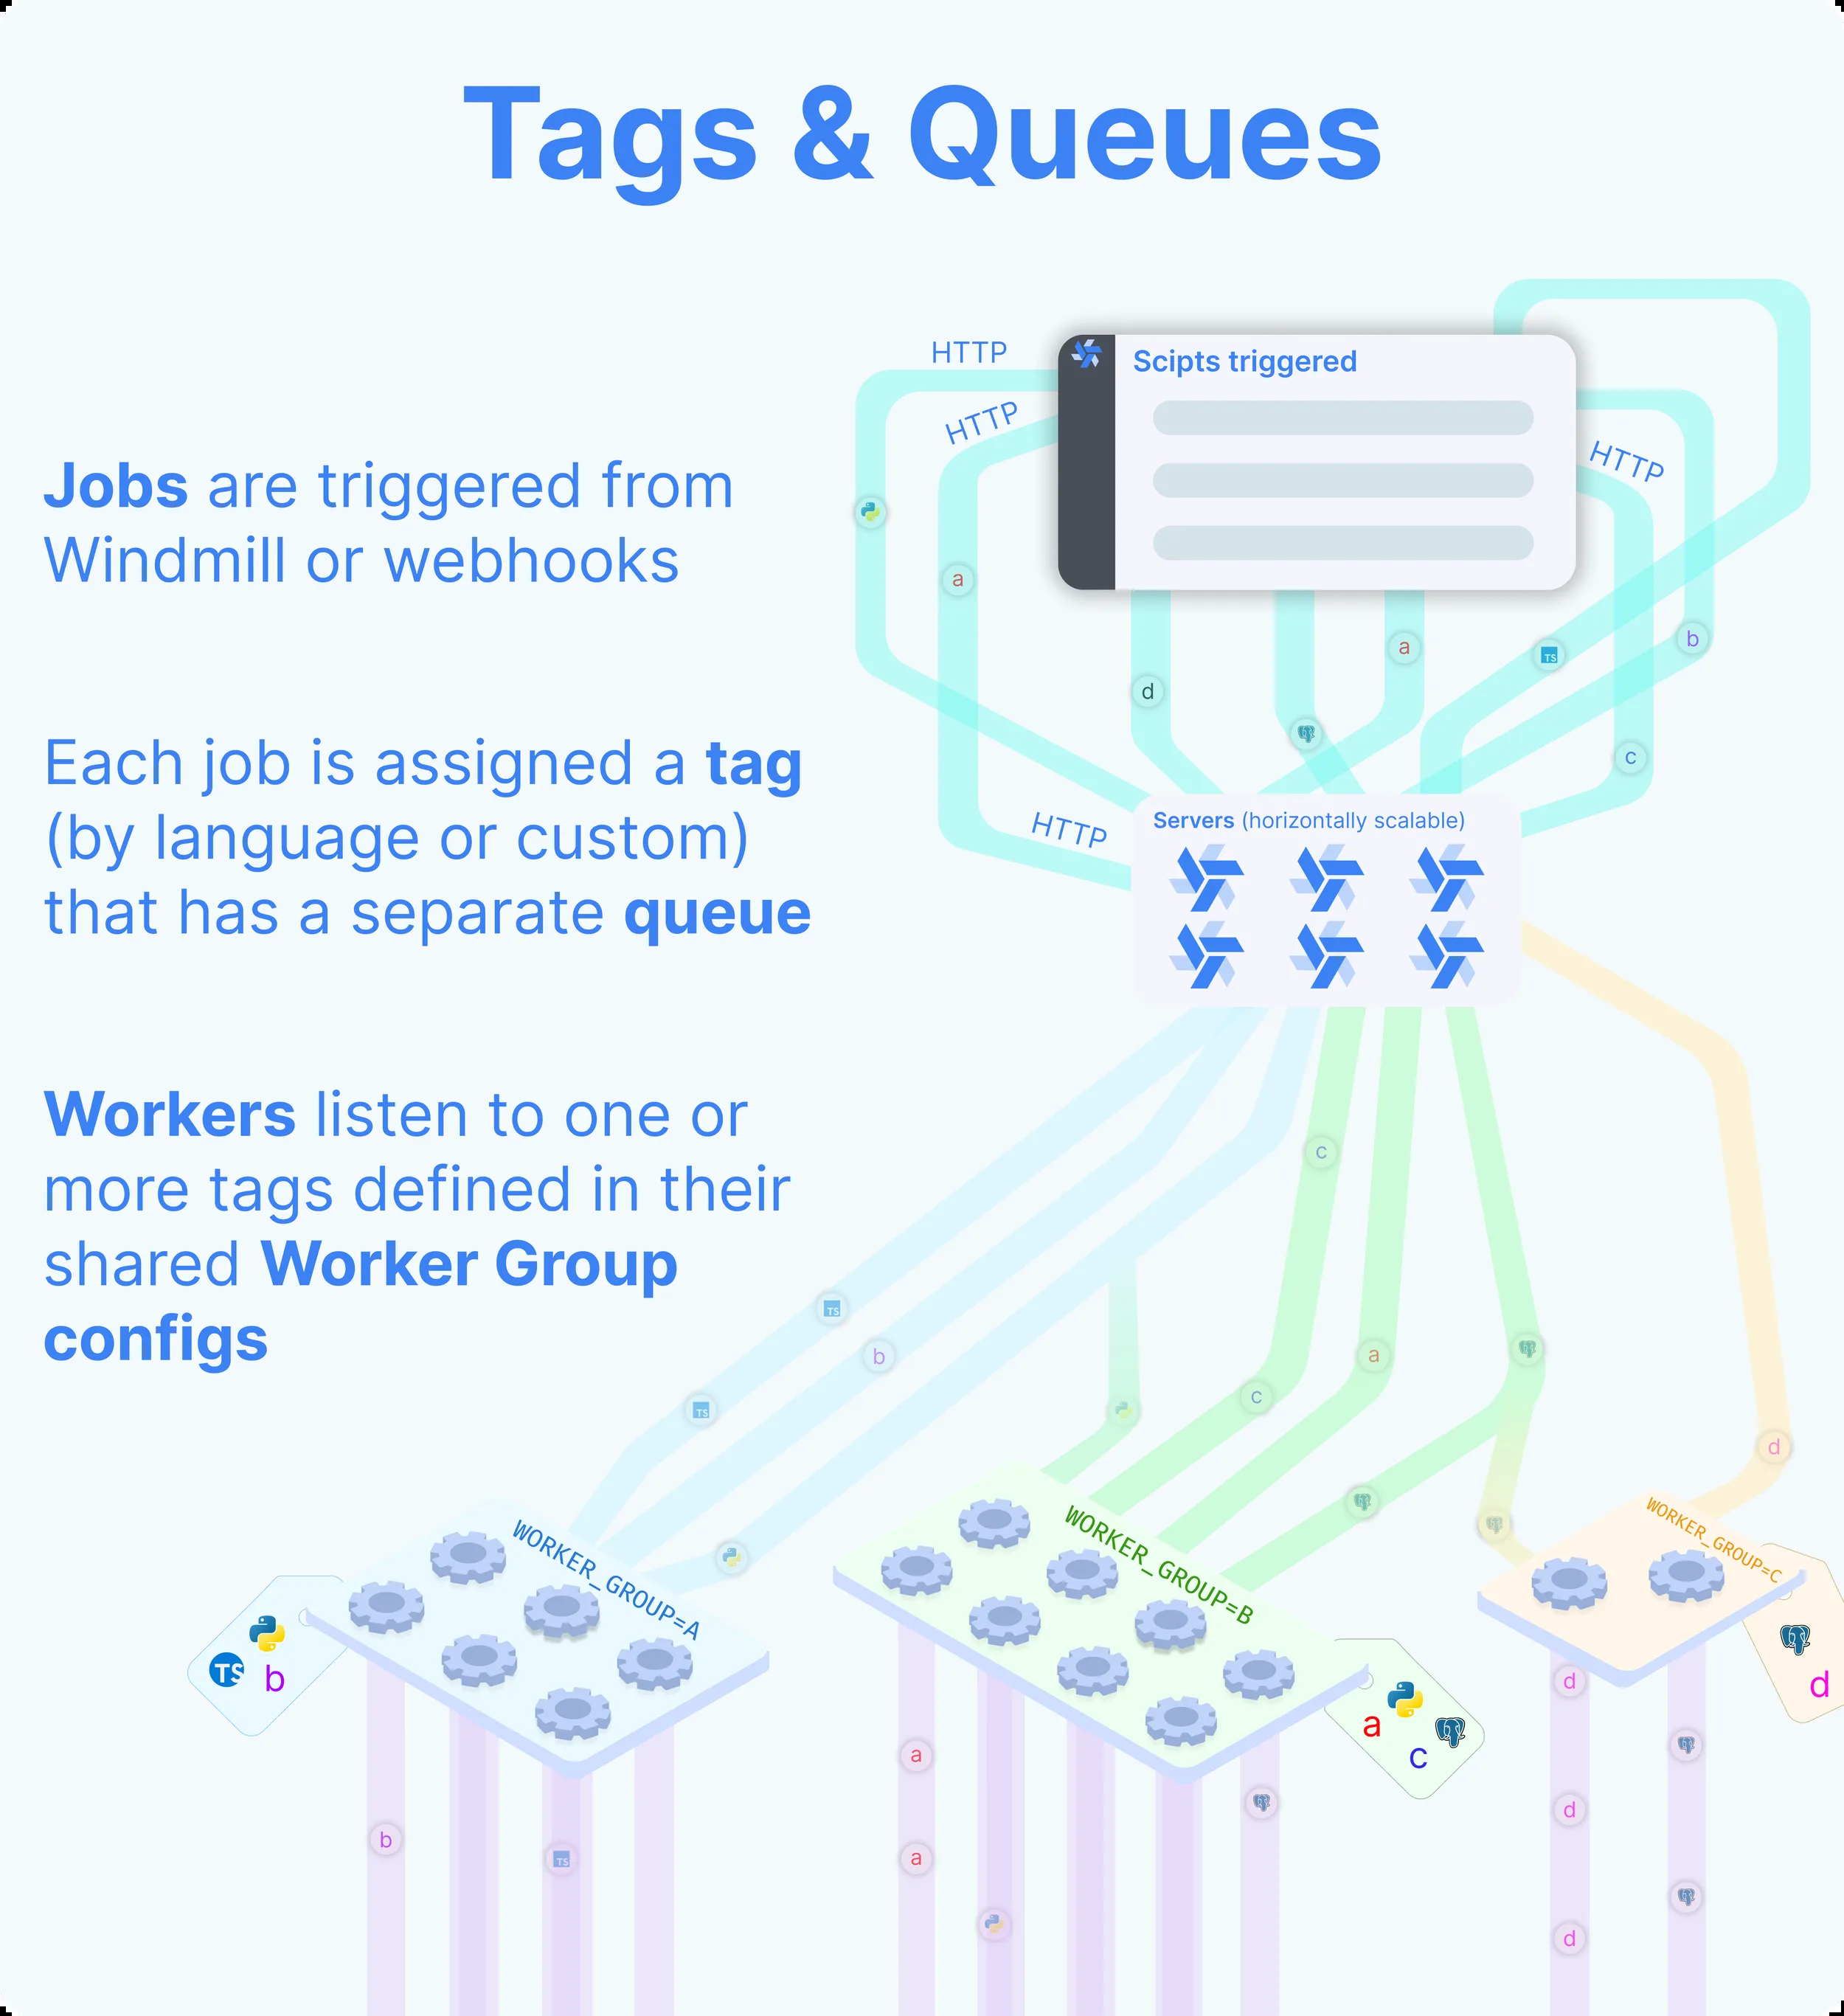 Tags & Queues
HTTP
Scipts triggered
HTTP
HTTP
Jobs are triggered from
Windmill or webhooks
a
a
b
TS
d
c
Each job is assigned a tag
(by language or custom)
that has a separate queue
HTTP
Servers (horizontally scalable)
Workers listen to one or
more tags defined in their
shared Worker Group
configs
c
TS
b
a
c
TS
d
WORKER_GROUP=A
WORKER_GROUP=B
WORKER_GROUP=C
TS
b
a
c
d
d
a
d
b
TS
a
d